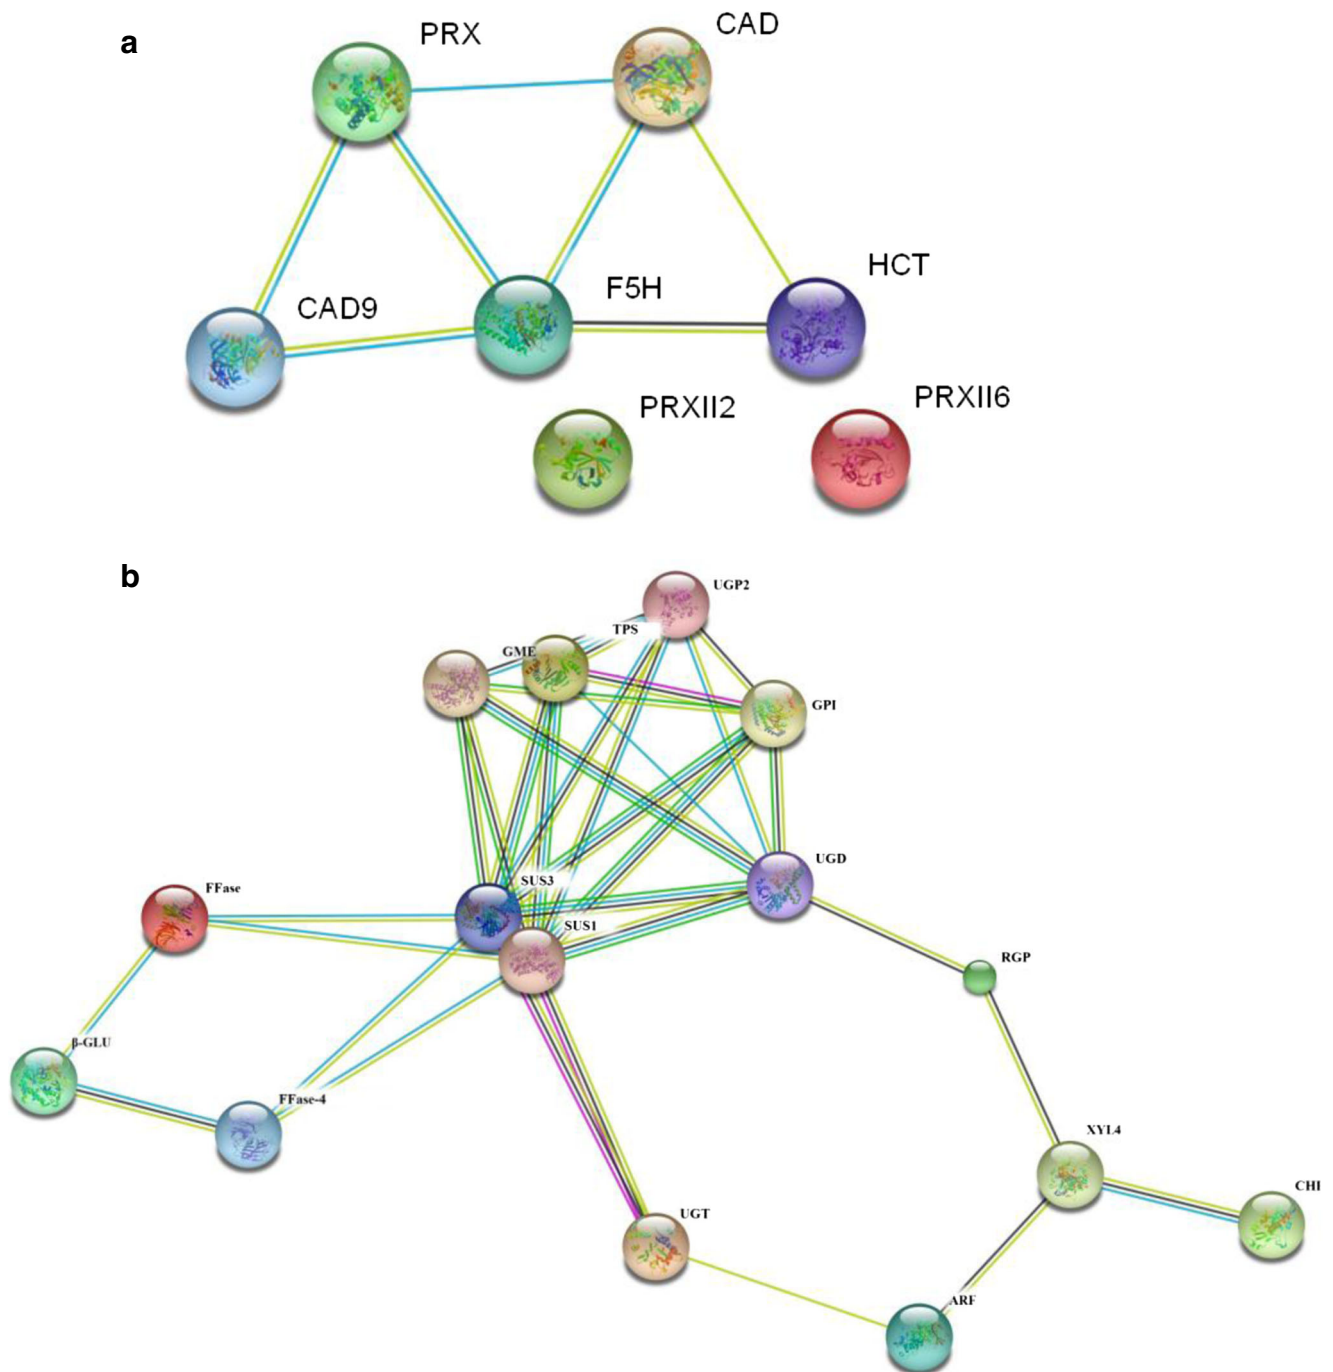 a
PRX
CAD
CAD9
F5H
HCT
PRXII2
PRXII6
b
UGP2
TPS
GME
GPI
UGD
SUS3
FFase
SUS1
RGP
β-GLU
FFase-4
XYL4
CHI
UGT
ARF